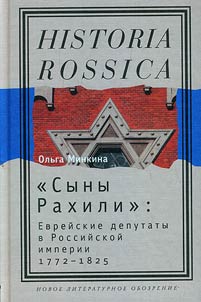 HISTORIA
ROSSICA
Ольга Минкина
«Сыны
Рахили»:
Еврейские депутаты
в Российской
империи
1772–1825
НОВОЕ ЛИТЕРАТУРНОЕ ОБОЗРЕНИЕ